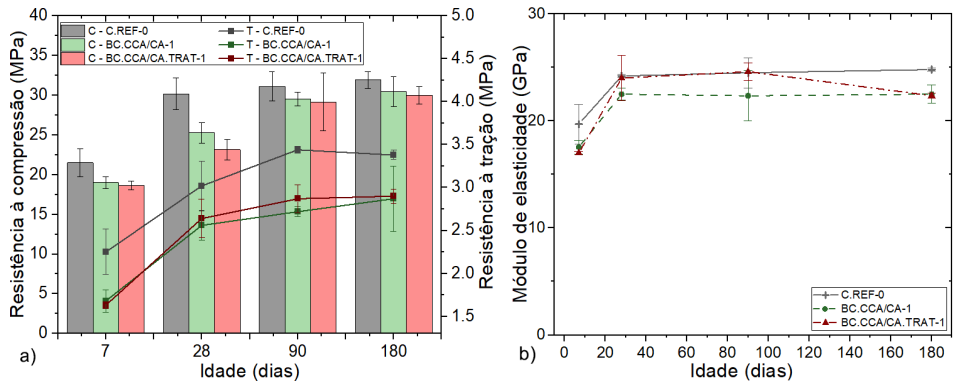 C - C.REF-0
T - C.REF-0
C - BC.CCA/CA-1
T - BC.CCA/CA-1
C - BC.CCA/CA.TRAT-1
T - BC.CCA/CA.TRAT-1
Resistência à compressão (MPa)
40
35
30
25
20
15
10
5
0
Resistência à tração (MPa)
5.0
4.5
4.0
3.5
3.0
2.5
2.0
1.5
7
28
90
180
Idade (dias)
a)
Módulo de elasticidade (GPa)
30
20
10
0
C.REF-0
BC.CCA/CA-1
BC.CCA/CA.TRAT-1
0
20
40
60
80
100
120
140
160
180
Idade (dias)
b)